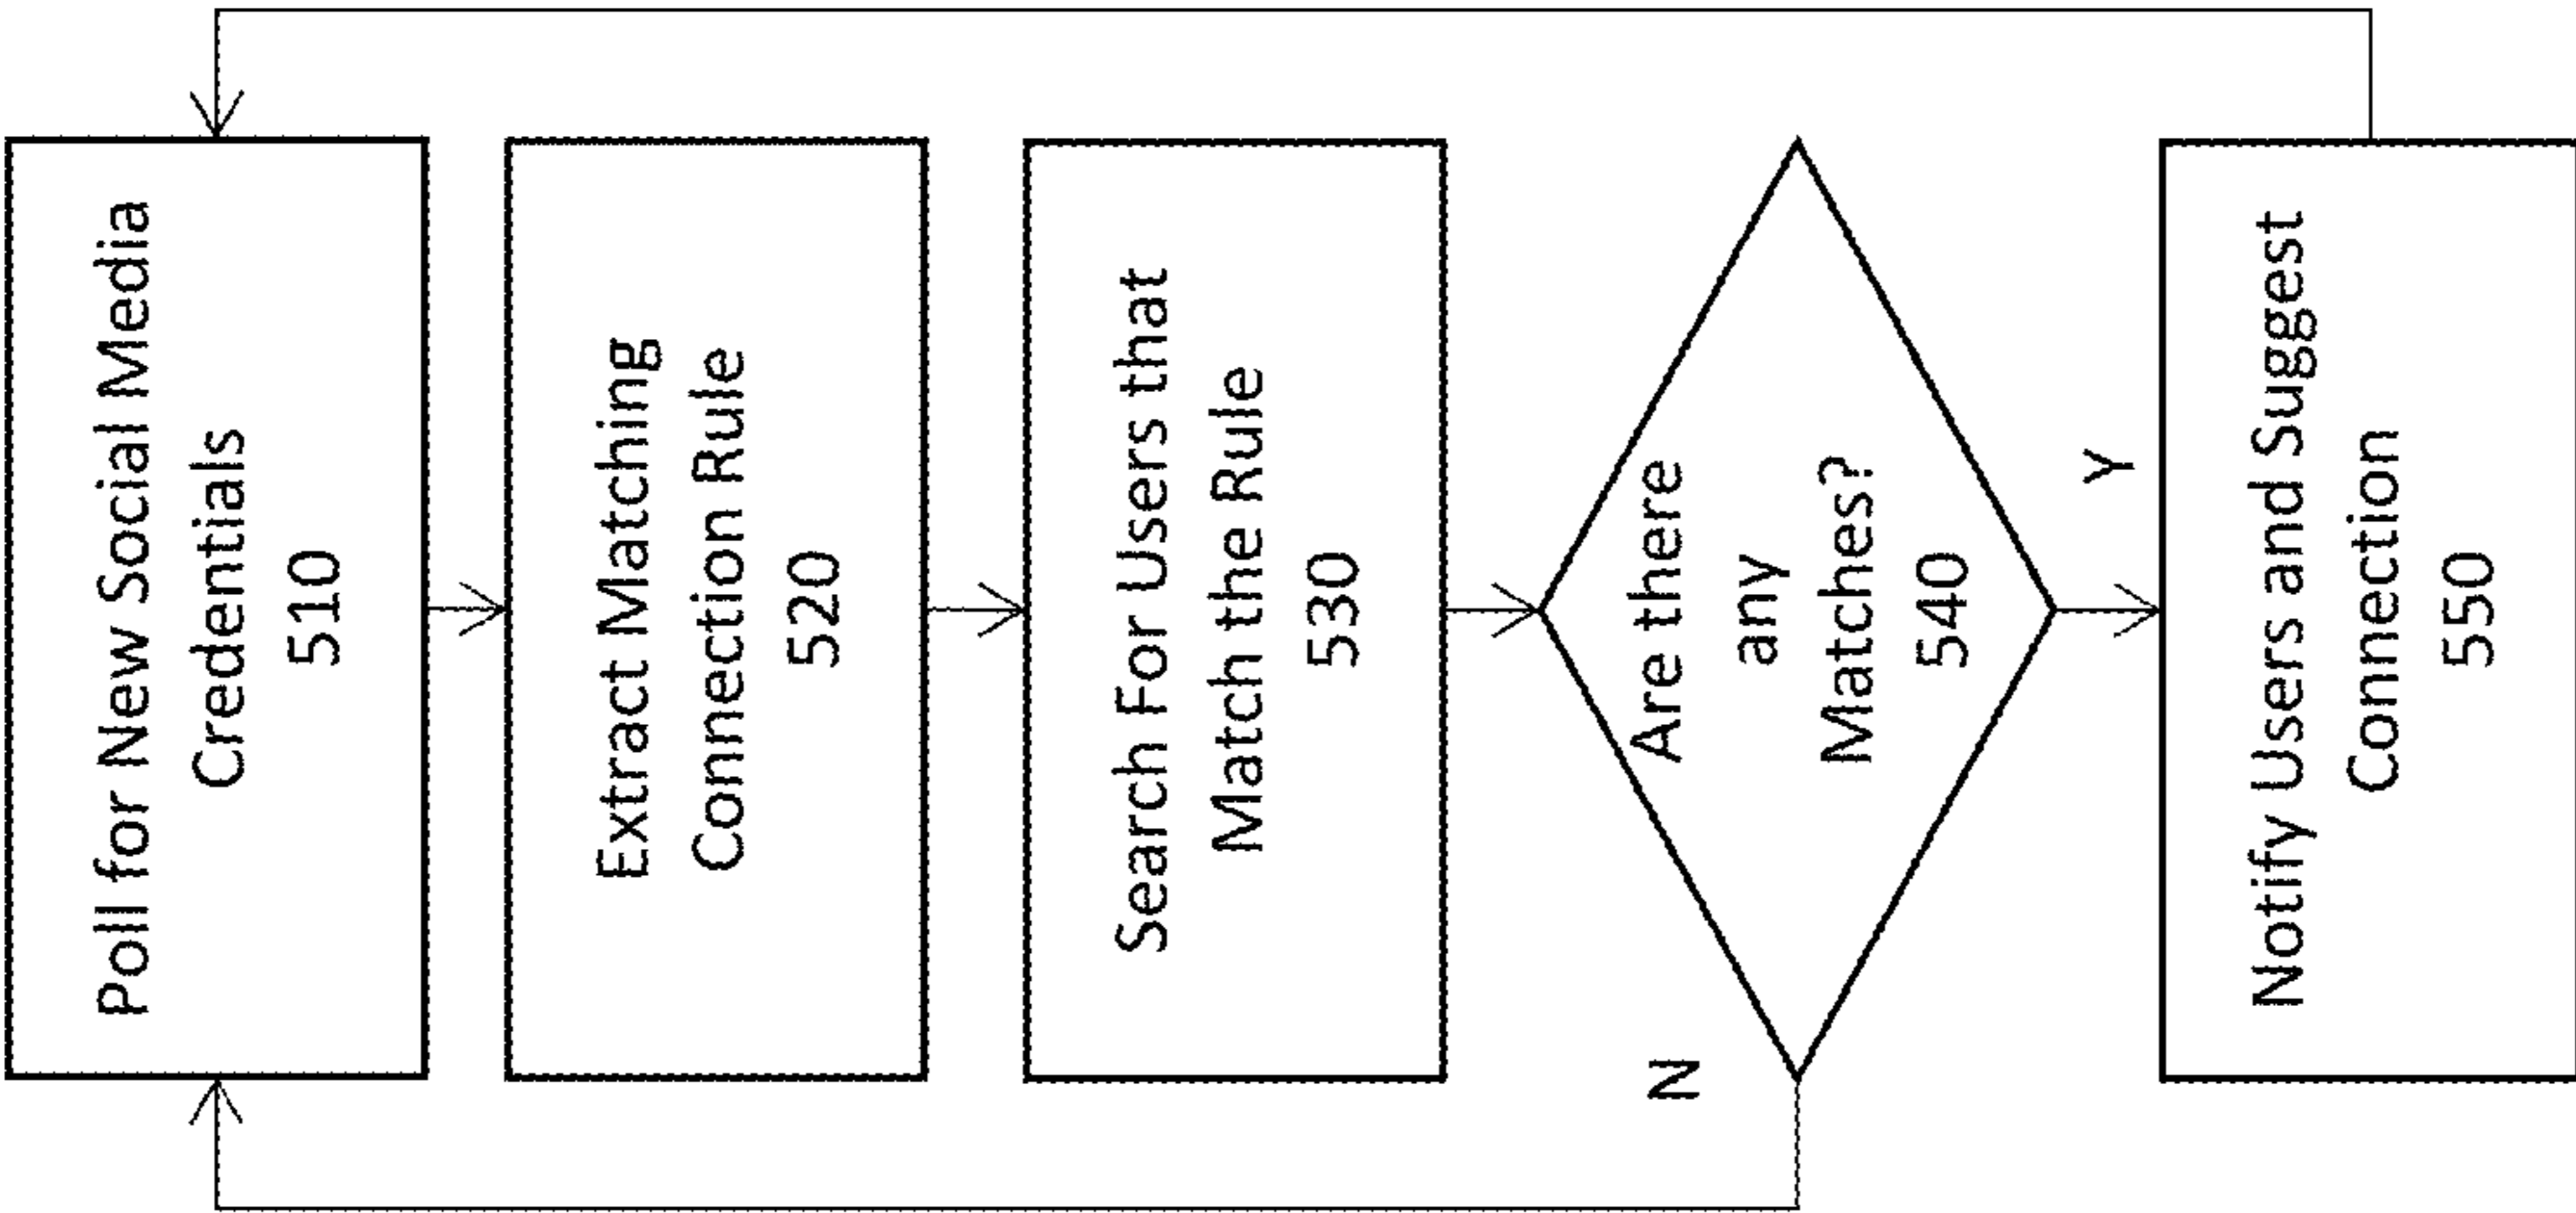 Poll for New Social Media
Credentials
510
Extract Matching
Connection Rule
520
Search For Users that
Match the Rule
530
Are there
any
Matches?
540
N
Y
Notify Users and Suggest
Connection
550